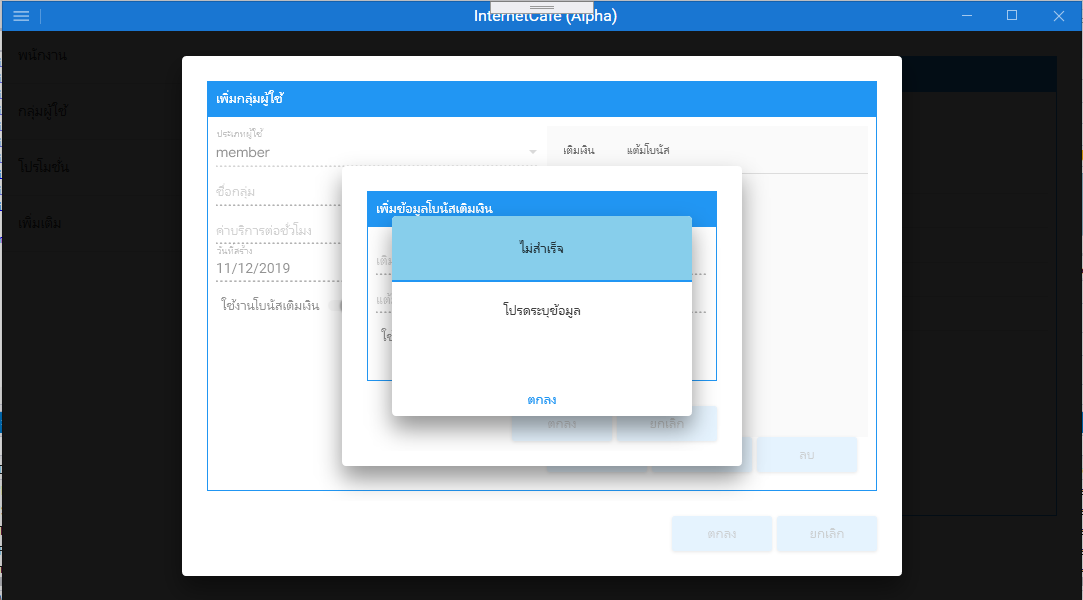 InternetCafe (Alpha)
พนักงาน
กลุ่มผู้ใช้
โปรโมชั่น
เพิ่มเติม
เพิ่มกลุ่มผู้ใช้
ประเภทผู้ใช้
member
เติมเงิน แต้มโบนัส
ชื่อกลุ่ม
ค่าบริการต่อชั่วโมง
วันที่สร้าง
11/12/2019
ใช้งานโบนัสเติมเงิน
เพิ่มข้อมูลโบนัสเติมเงิน
ไม่สำเร็จ
โปรดระบุข้อมูล
ตกลง
ตกลง ยกเลิก
ลบ
ตกลง ยกเลิก